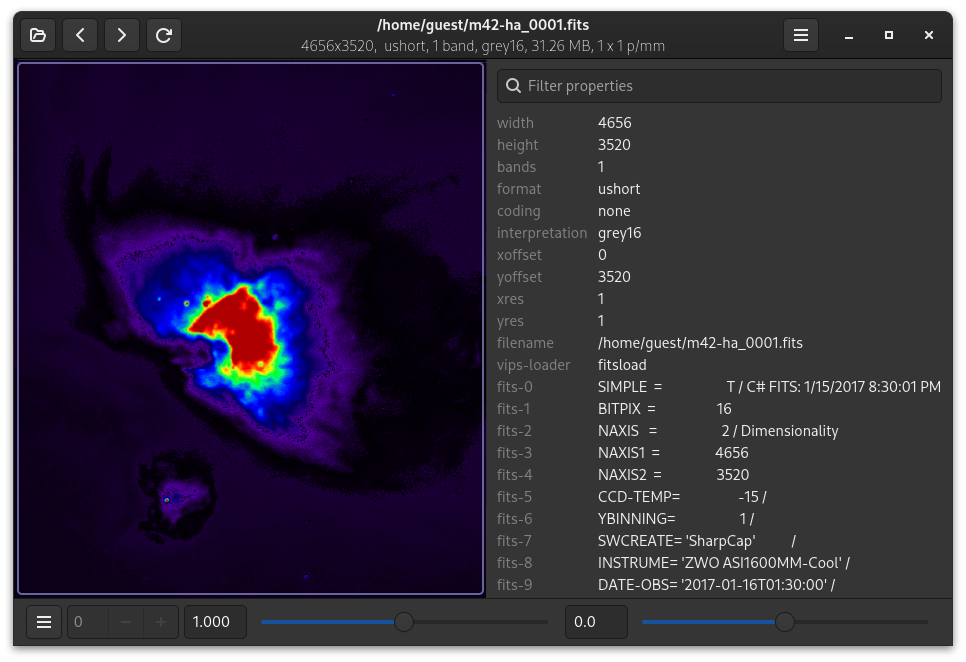 /home/guest/m42-ha_0001.fits
4656x3520, ushort, 1 band, grey16, 31.26 MB, 1 x 1 p/mm
Filter properties
width 4656
height 3520
bands 1
format ushort
coding none
interpretation grey16
xoffset 0
yoffset 3520
xres 1
yres 1
filename /home/guest/m42-ha_0001.fits
vips-loader fitsload
fits-0 SIMPLE = T / C# FITS: 1/15/2017 8:30:01 PM
fits-1 BITPIX = 16
fits-2 NAXIS = 2 / Dimensionality
fits-3 NAXIS1 = 4656
fits-4 NAXIS2 = 3520
fits-5 CCD-TEMP= -15 /
fits-6 YBINNING= 1 /
fits-7 SWCREATE= 'SharpCap' /
fits-8 INSTRUME= 'ZWO ASI1600MM-Cool' /
fits-9 DATE-OBS= '2017-01-16T01:30:00' /
0 − + 1.000 0.0